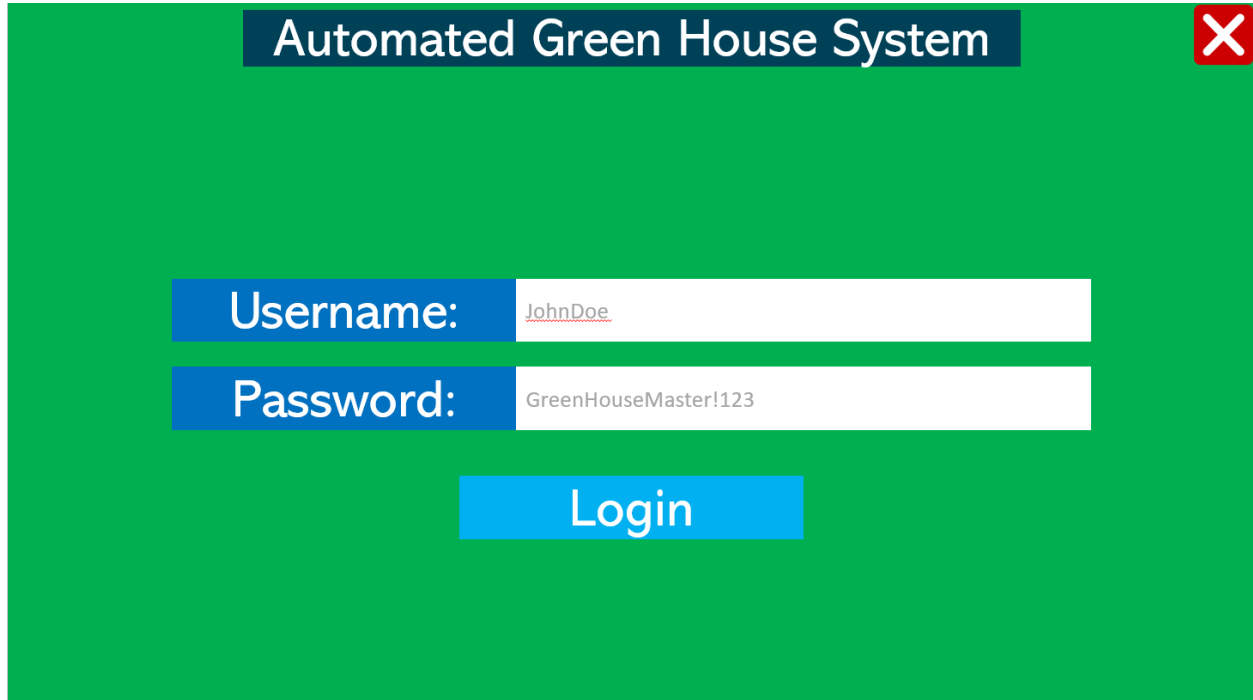 Automated Green House System
Username:
JohnDoe
Password:
GreenHouseMaster!123
Login